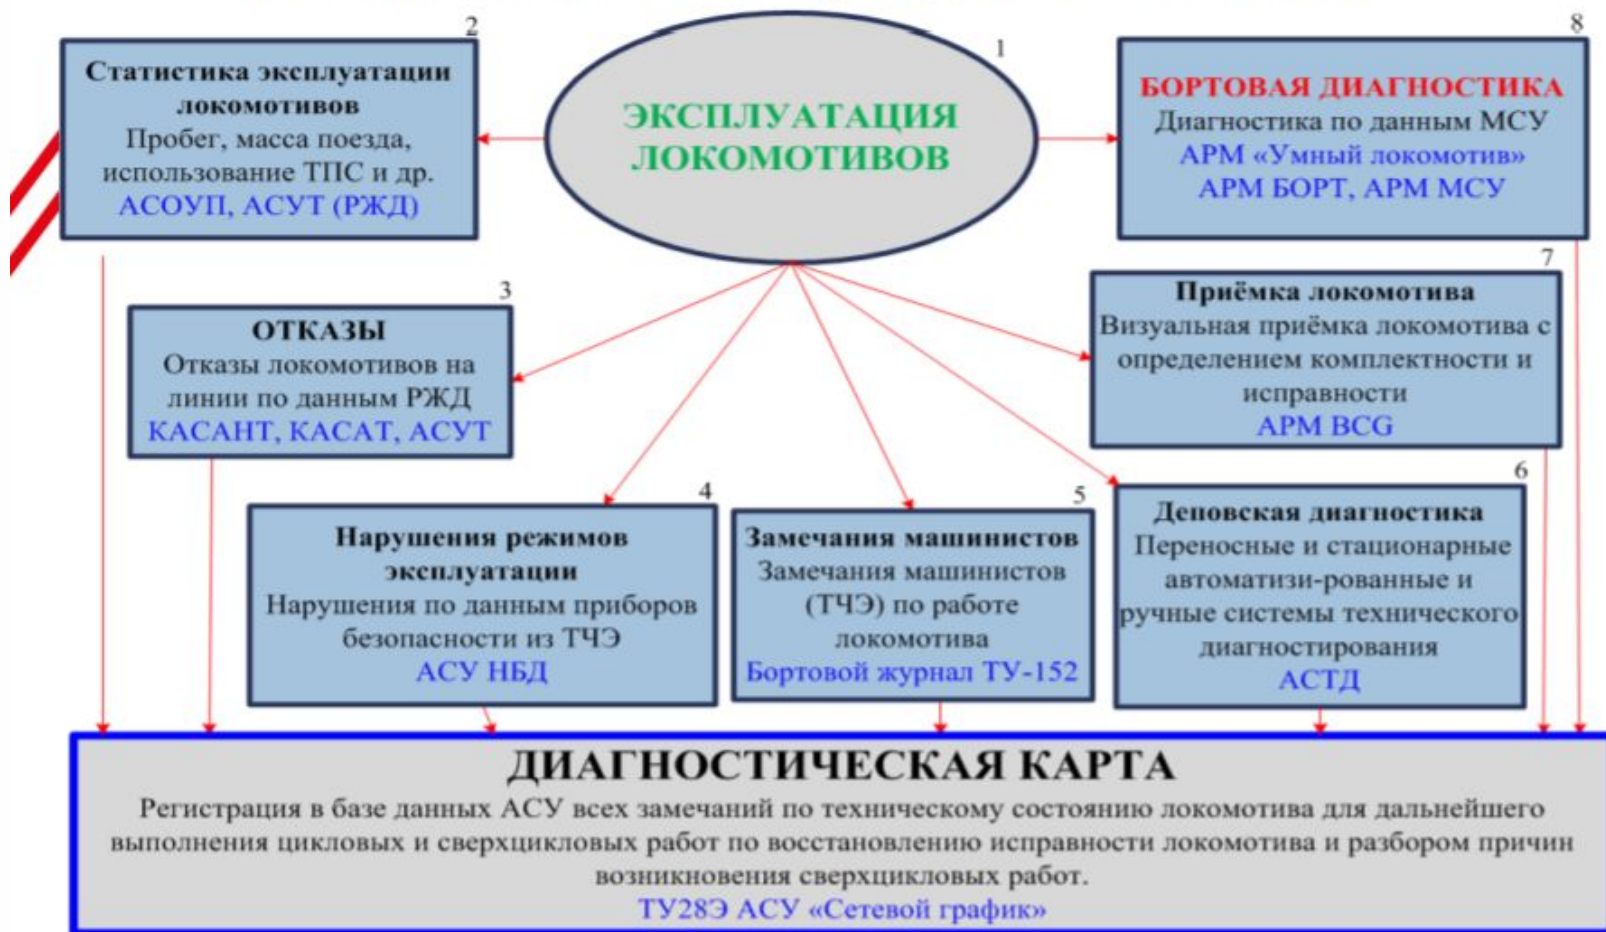 1
ЭКСПЛУАТАЦИЯ
ЛОКОМОТИВОВ
2
Статистика эксплуатации
локомотивов
Пробег, масса поезда,
использование ТПС и др.
АСОУП, АСУТ (РЖД)
3
ОТКАЗЫ
Отказы локомотивов на
линии по данным РЖД
КАСАНТ, КАСАТ, АСУТ
4
Нарушения режимов
эксплуатации
Нарушения по данным приборов
безопасности из ТЧЭ
АСУ НБД
5
Замечания машинистов
Замечания машинистов
(ТЧЭ) по работе
локомотива
Бортовой журнал ТУ-152
6
Деповская диагностика
Переносные и стационарные
автоматизи-рованные и
ручные системы технического
диагностирования
АСТД
7
Приёмка локомотива
Визуальная приёмка локомотива с
определением комплектности и
исправности
АРМ BCG
8
БОРТОВАЯ ДИАГНОСТИКА
Диагностика по данным МСУ
АРМ «Умный локомотив»
АРМ БОРТ, АРМ МСУ
ДИАГНОСТИЧЕСКАЯ КАРТА
Регистрация в базе данных АСУ всех замечаний по техническому состоянию локомотива для дальнейшего
выполнения цикловых и сверхцикловых работ по восстановлению исправности локомотива и разбором причин
возникновения сверхцикловых работ.
ТУ28Э АСУ «Сетевой график»